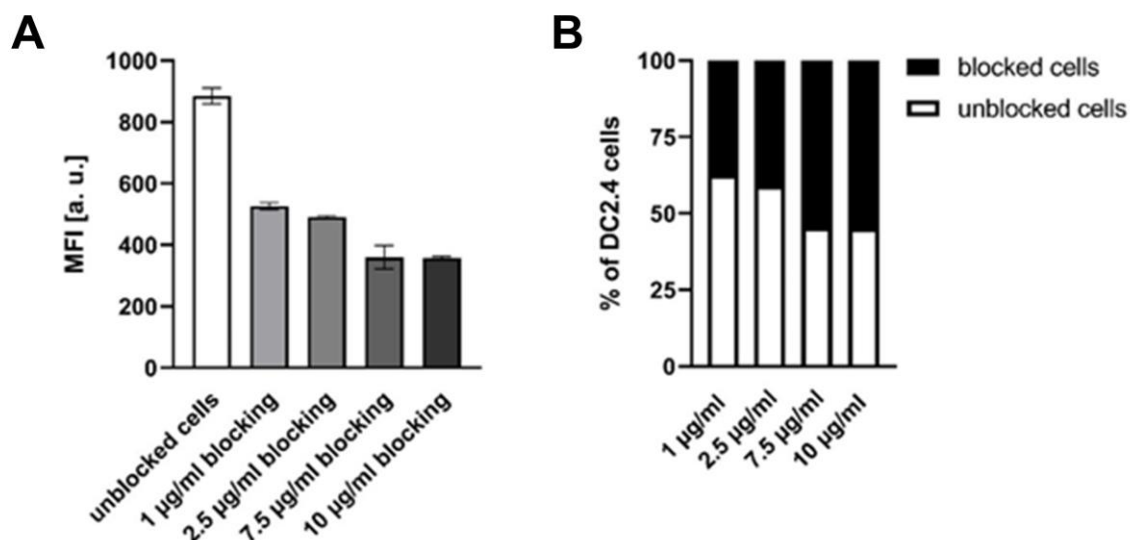 A
MFI [a. u.]
1000
800
600
400
200
0
unblocked cells
1 µg/ml blocking
2.5 µg/ml blocking
7.5 µg/ml blocking
10 µg/ml blocking
B
% of DC2.4 cells
100
75
50
25
0
1 µg/ml
2.5 µg/ml
7.5 µg/ml
10 µg/ml
blocked cells
unblocked cells